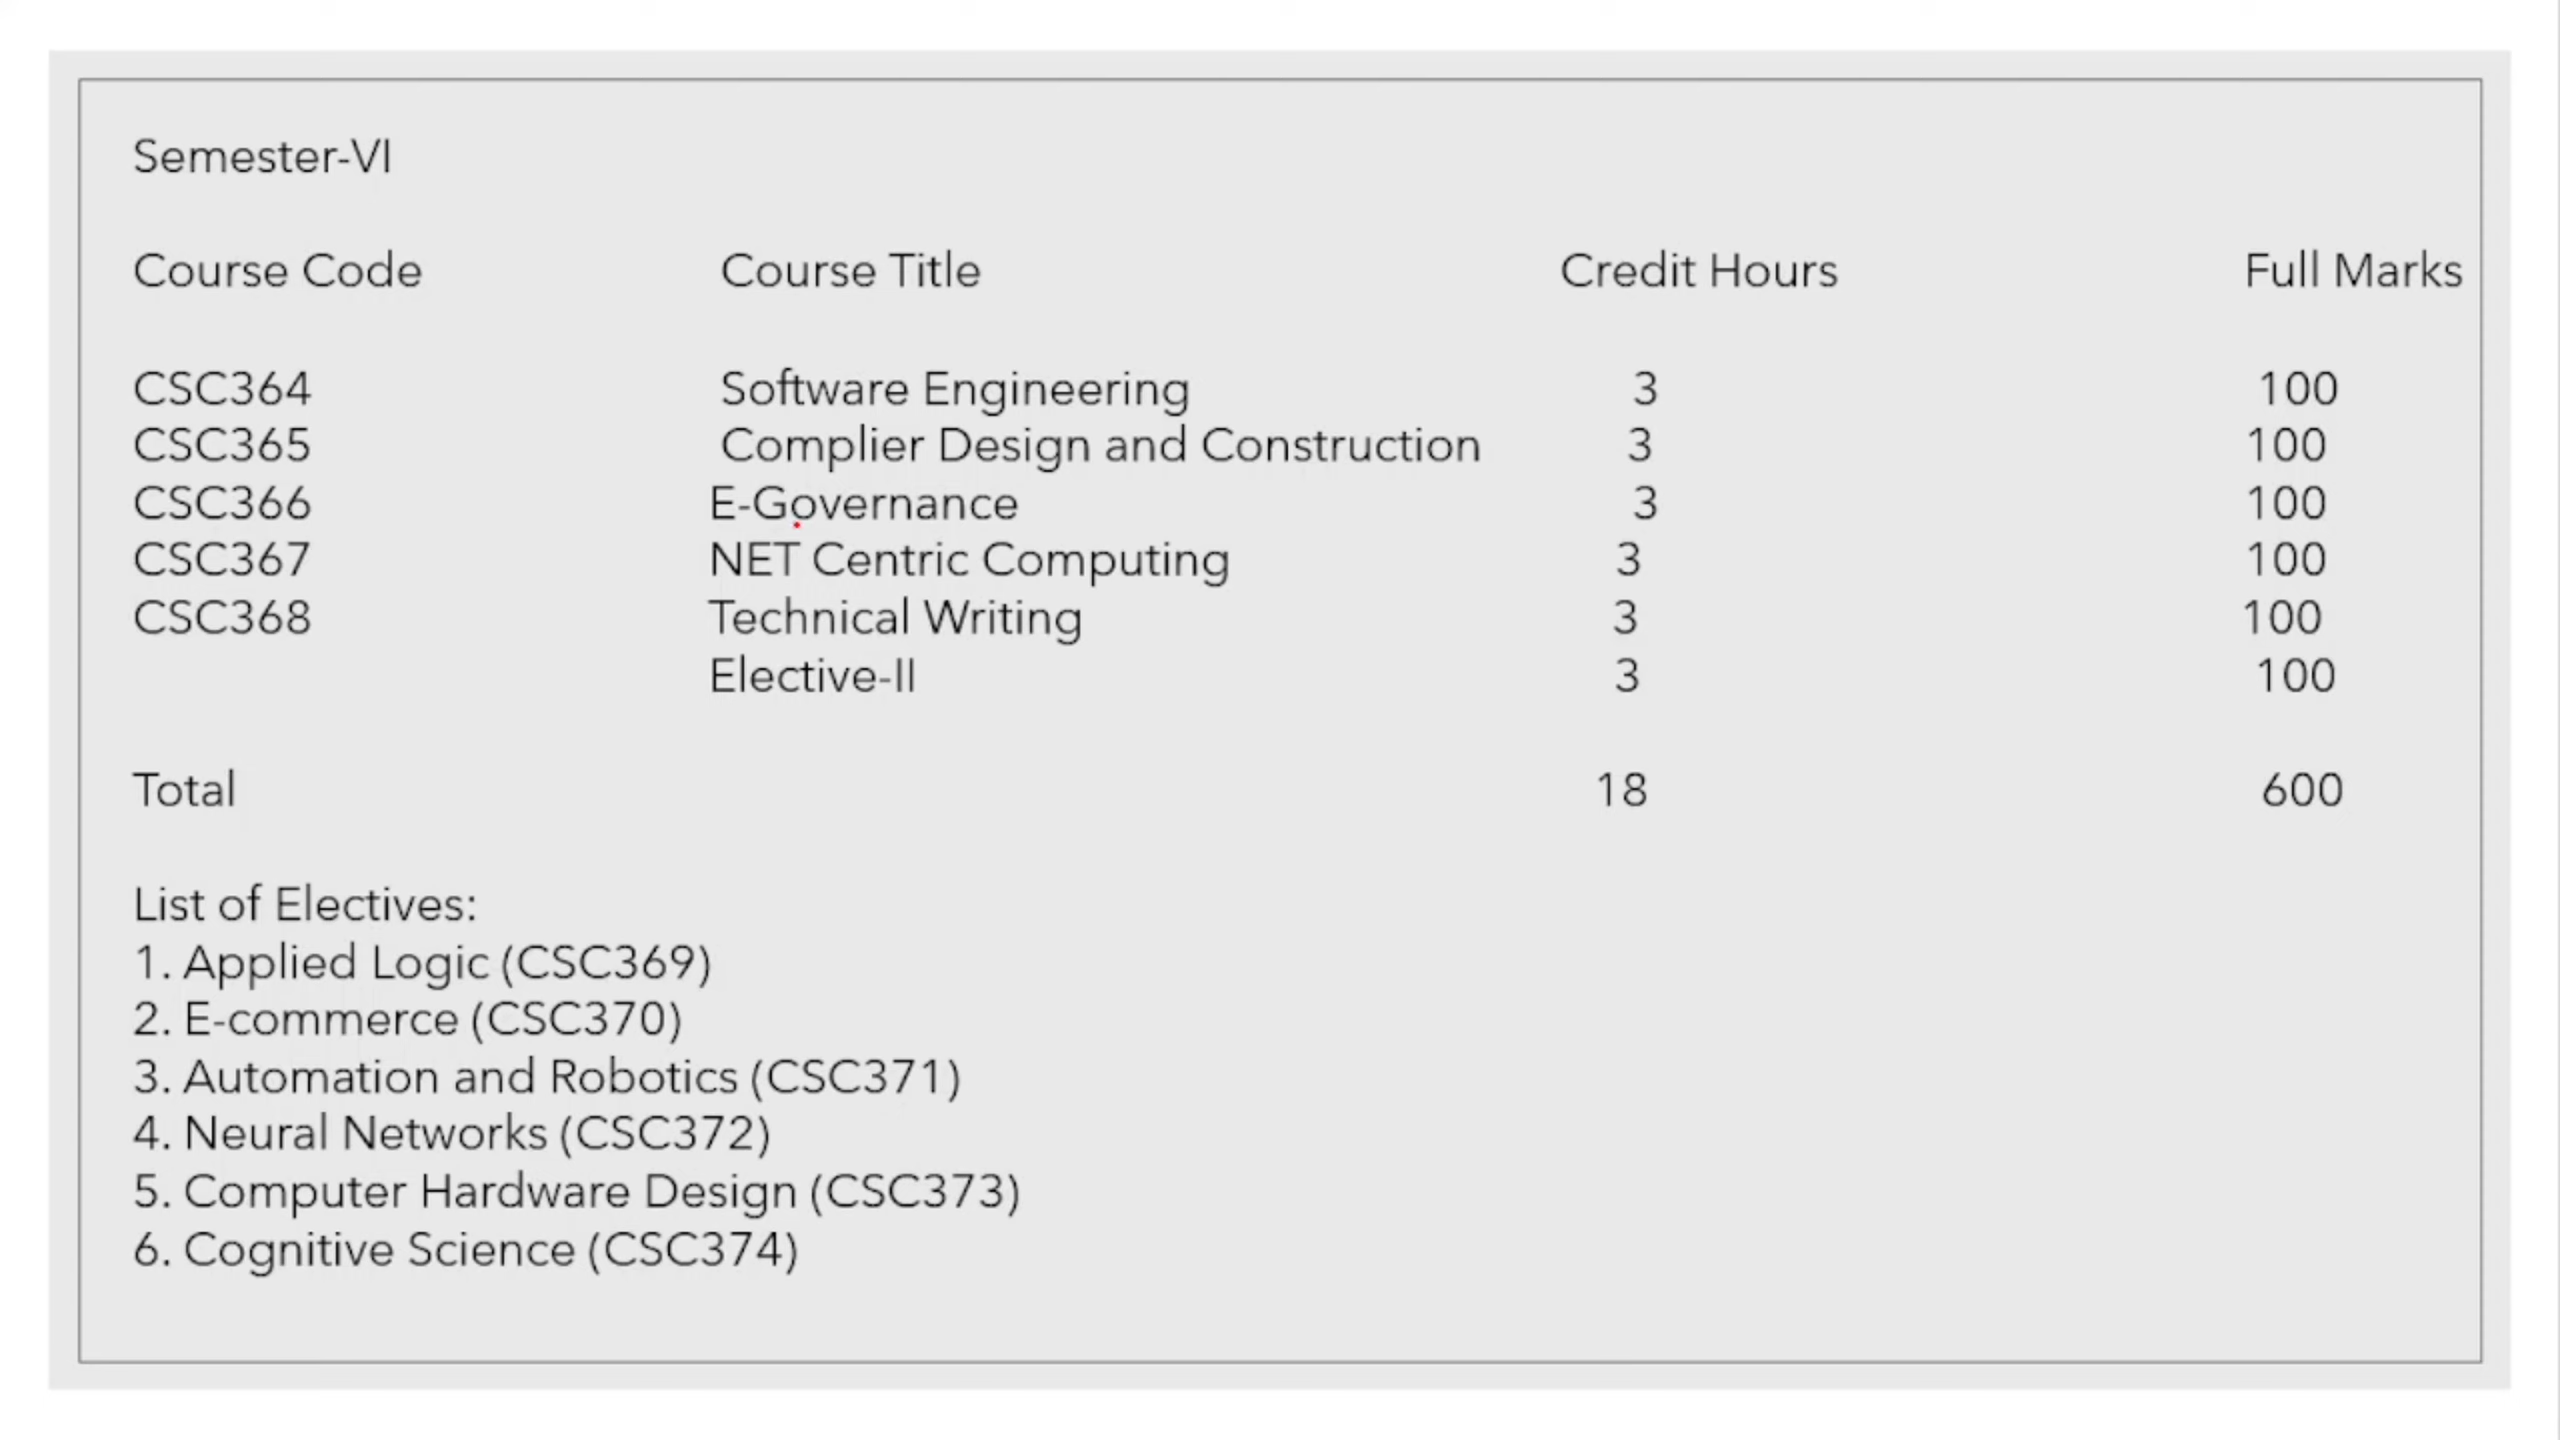 Semester-VI
Course Code Course Title Credit Hours Full Marks
CSC364 Software Engineering 3 100
CSC365 Complier Design and Construction 3 100
CSC366 E-Governance 3 100
CSC367 NET Centric Computing 3 100
CSC368 Technical Writing 3 100
Elective-II 3 100
Total 18 600
List of Electives:
1. Applied Logic (CSC369)
2. E-commerce (CSC370)
3. Automation and Robotics (CSC371)
4. Neural Networks (CSC372)
5. Computer Hardware Design (CSC373)
6. Cognitive Science (CSC374)